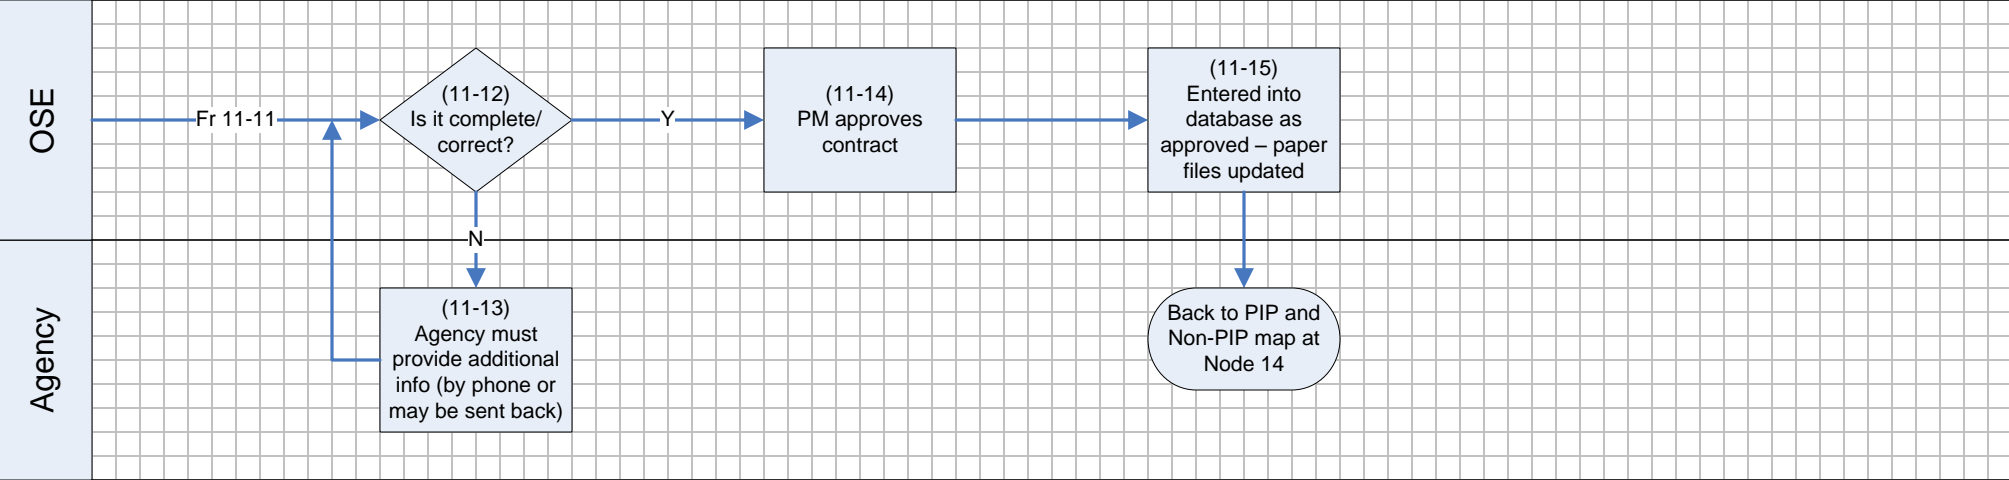 OSE
Fr 11-11
(11-12)
Is it complete/
correct?
Y
(11-14)
PM approves
contract
(11-15)
Entered into
database as
approved – paper
files updated
N
Agency
(11-13)
Agency must
provide additional
info (by phone or
may be sent back)
Back to PIP and
Non-PIP map at
Node 14